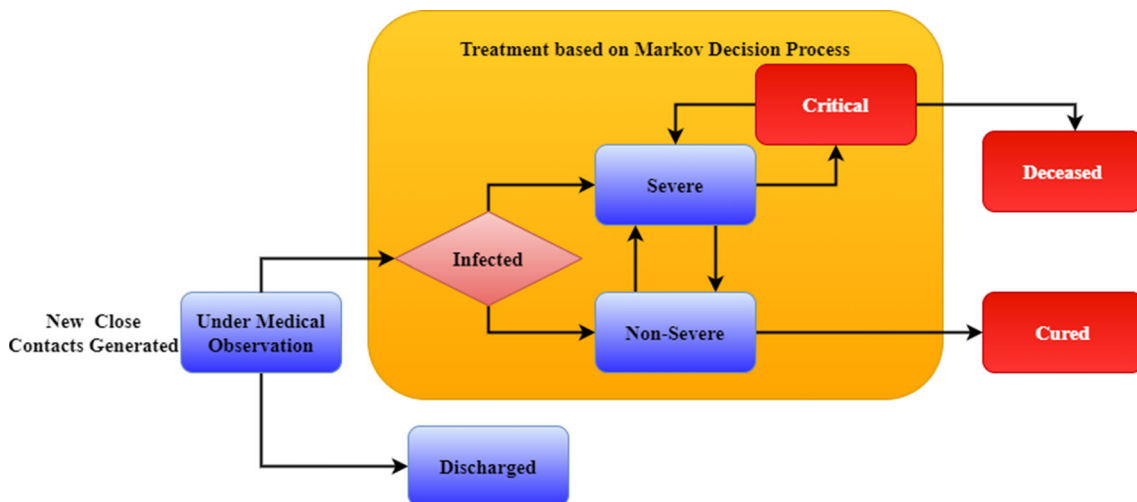 Treatment based on Markov Decision Process
Critical
Deceased
Severe
Infected
New Close
Contacts Generated
Under Medical
Observation
Non-Severe
Cured
Discharged